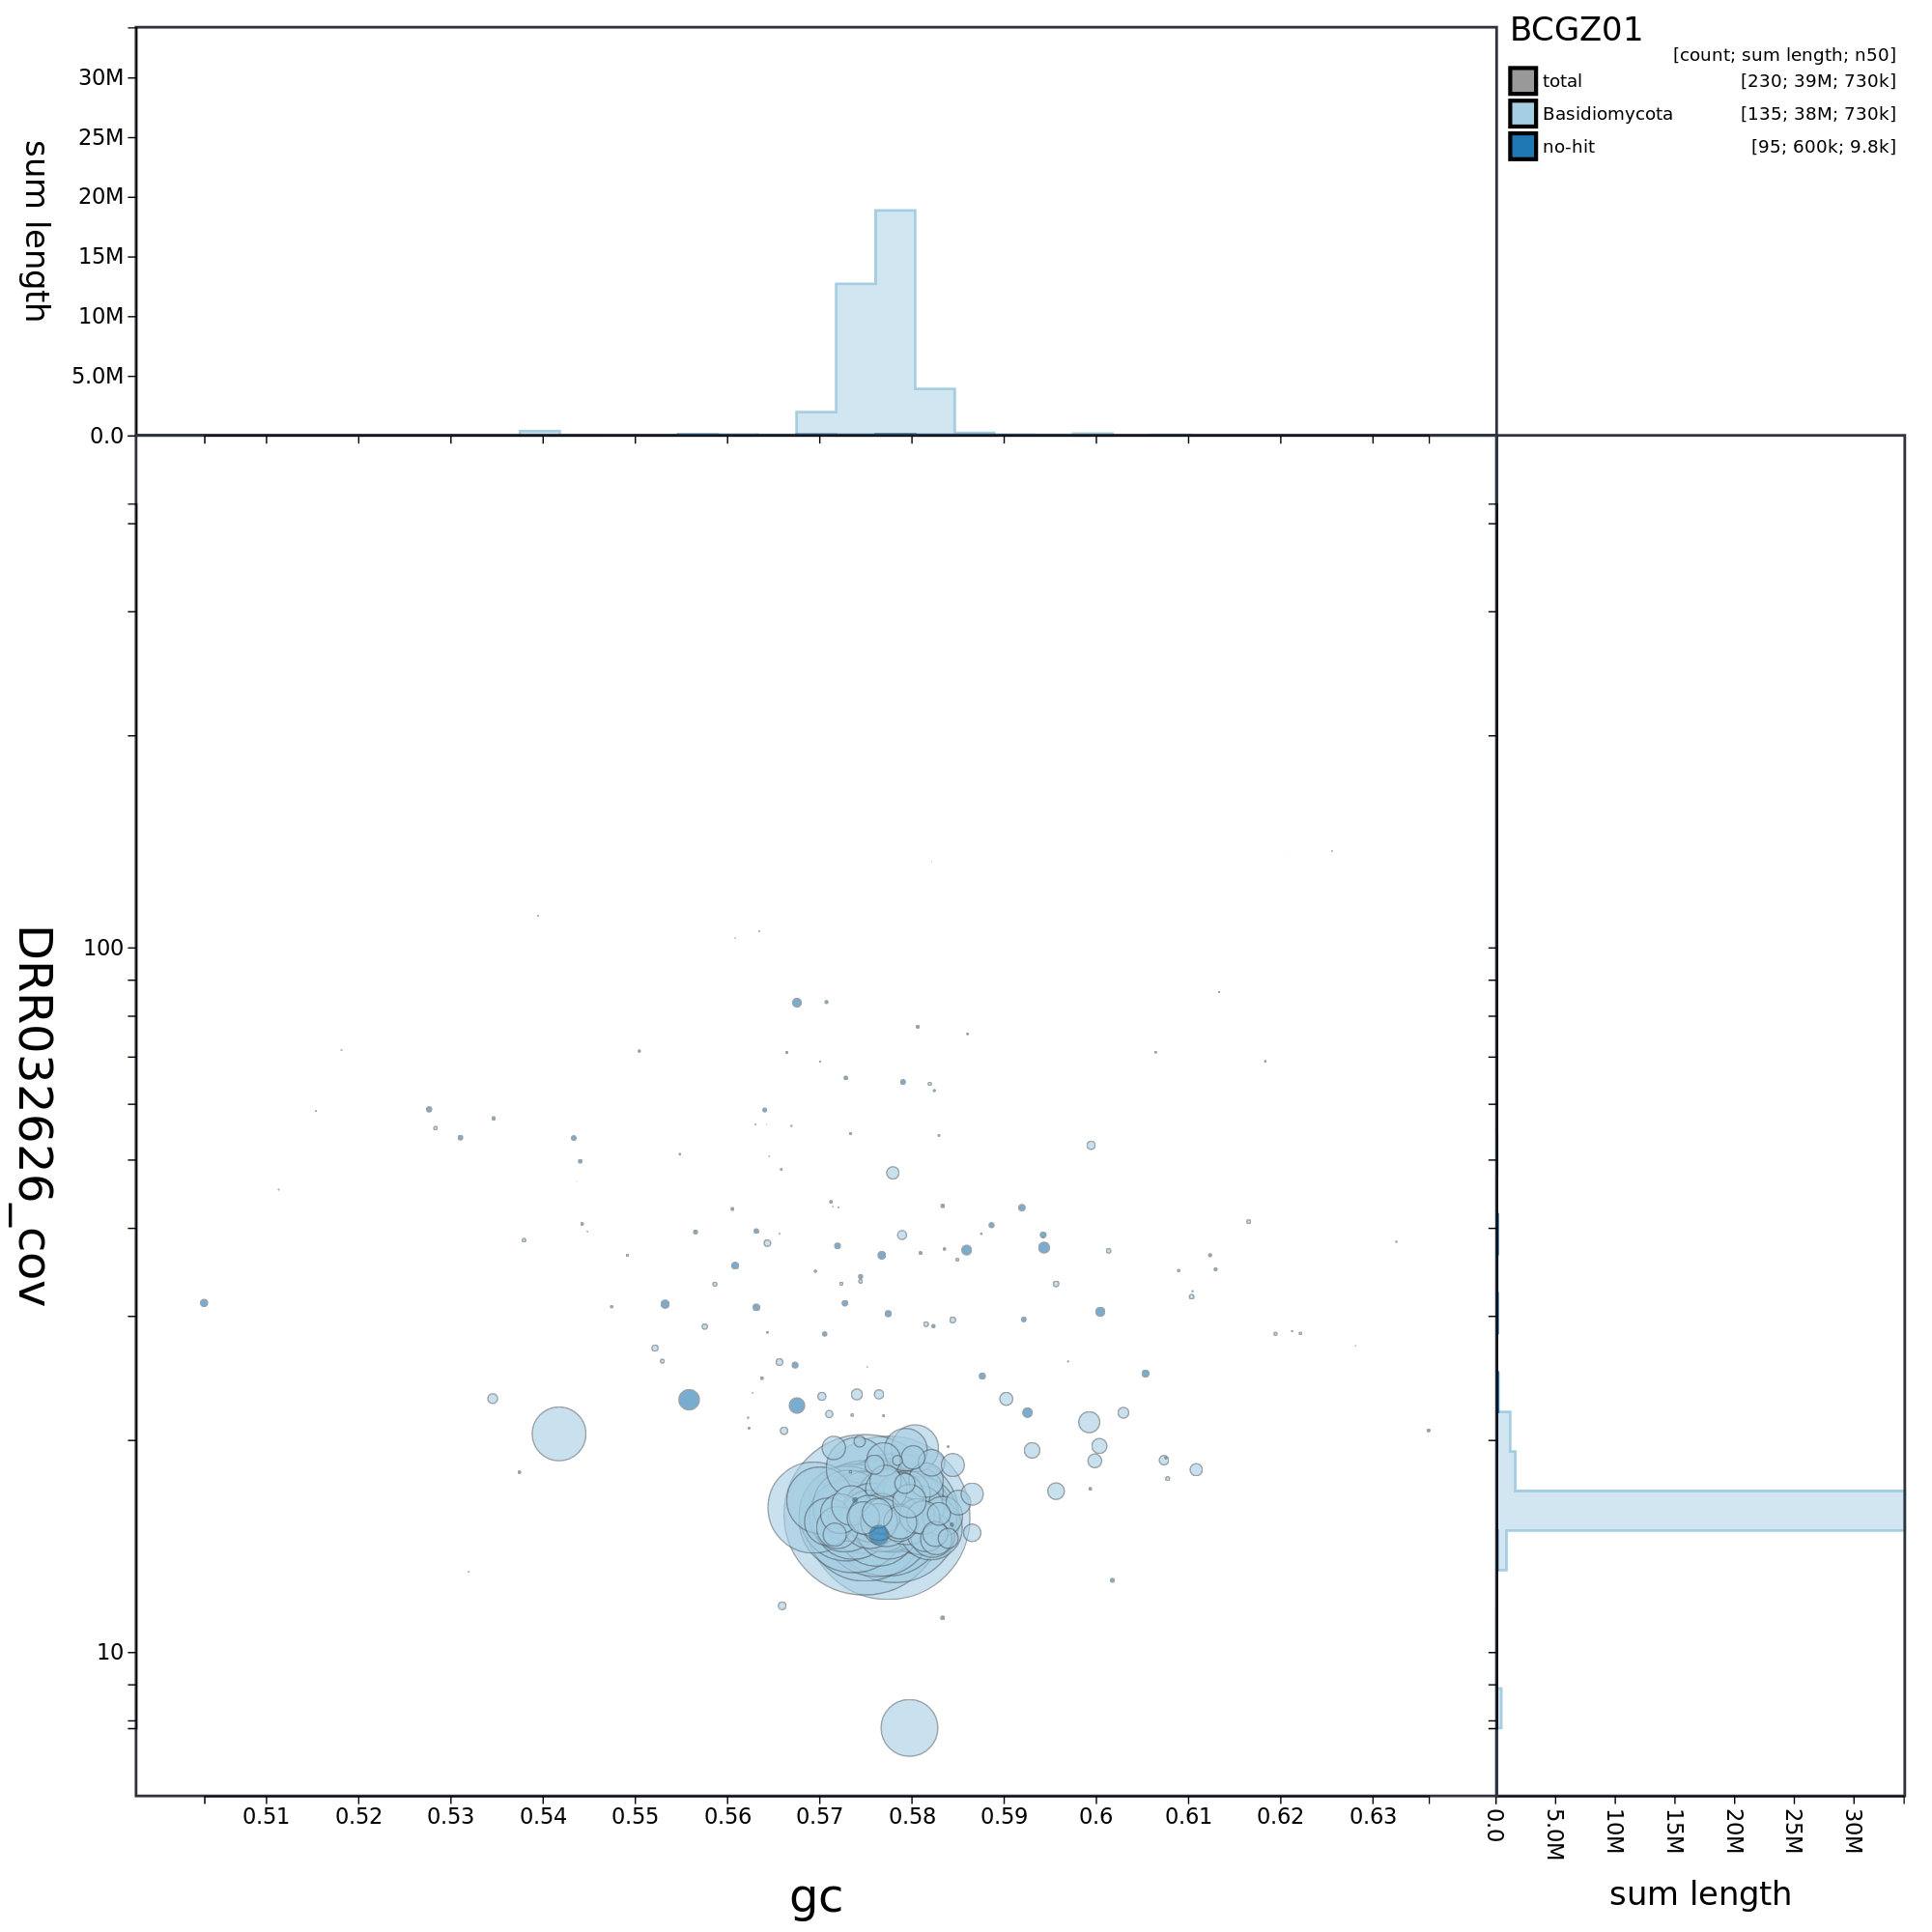 BCGZ01
[count; sum length; n50]
total [230; 39M; 730k]
Basidiomycota [135; 38M; 730k]
no-hit [95; 600k; 9.8k]
sum length
30M
25M
20M
15M
10M
5.0M
0.0
DRR032626_cov
100
10
0.51 0.52 0.53 0.54 0.55 0.56 0.57 0.58 0.59 0.6 0.61 0.62 0.63
gc
0.0 5.0M 10M 15M 20M 25M 30M
sum length